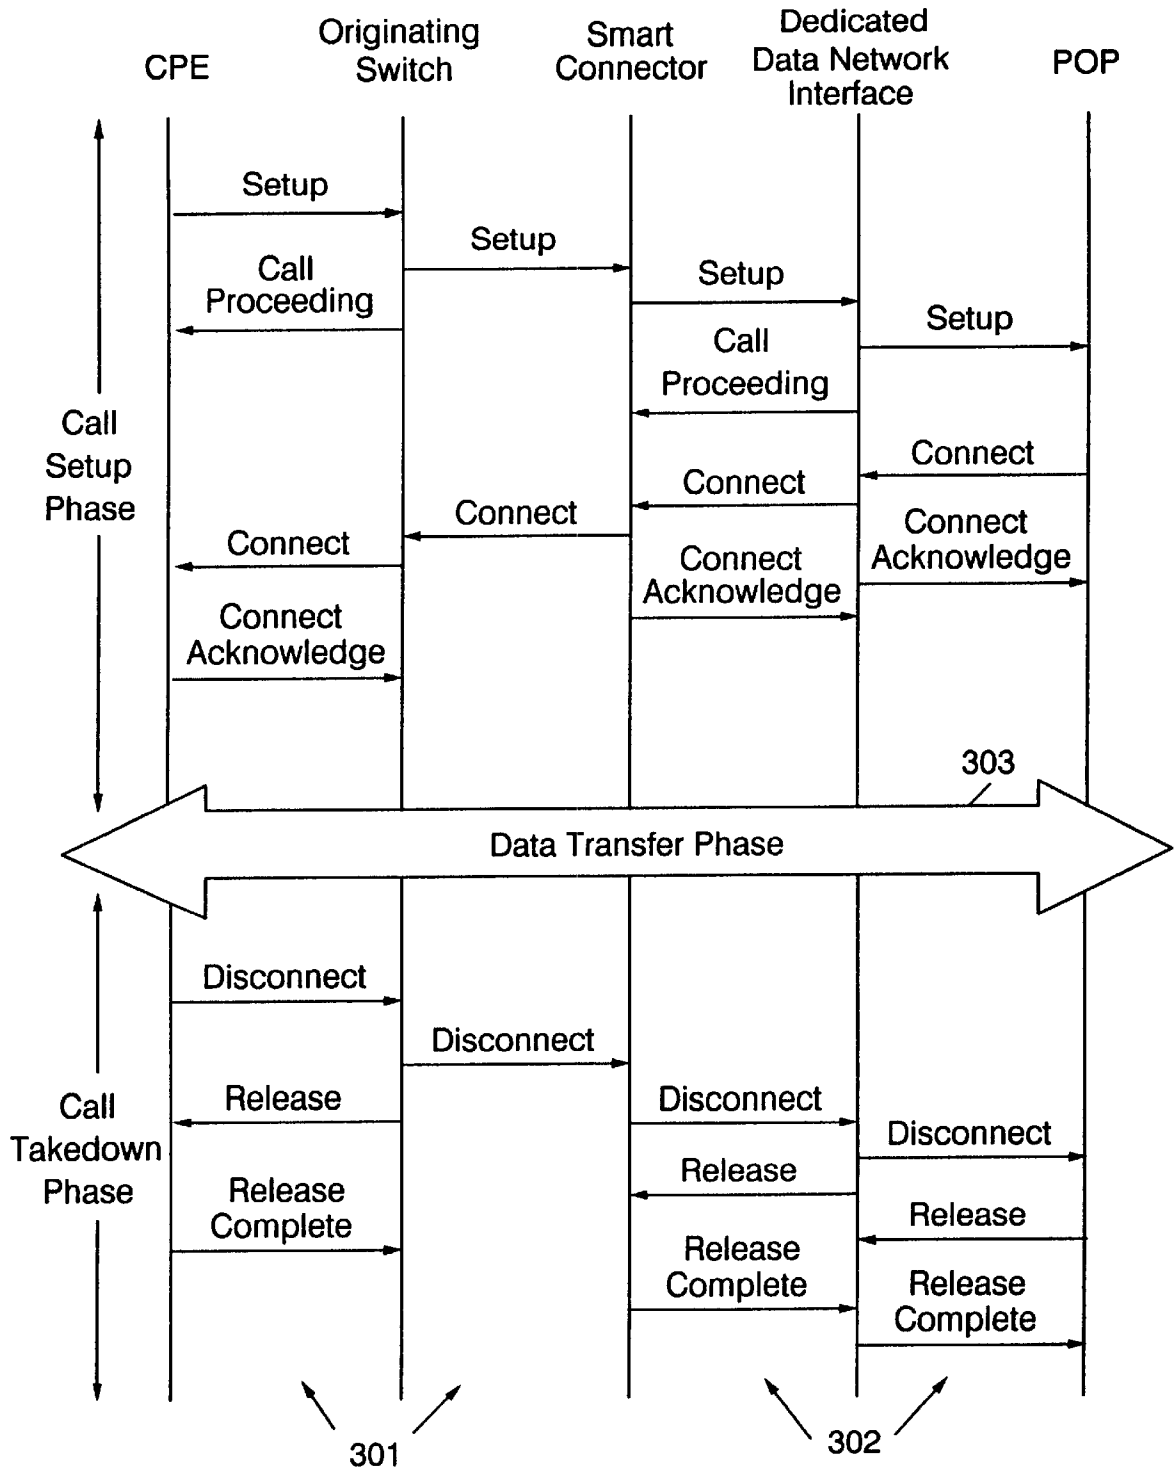 CPE
Originating
Switch
Smart
Connector
Dedicated
Data Network
Interface
POP
Setup
Setup
Call
Proceeding
Setup
Setup
Call
Proceeding
Call
Setup
Phase
Connect
Connect
Connect
Connect
Connect
Acknowledge
Connect
Acknowledge
Connect
Acknowledge
303
Data Transfer Phase
Disconnect
Disconnect
Release
Disconnect
Disconnect
Call
Takedown
Phase
Release
Release
Complete
Release
Release
Complete
Release
Complete
301
302